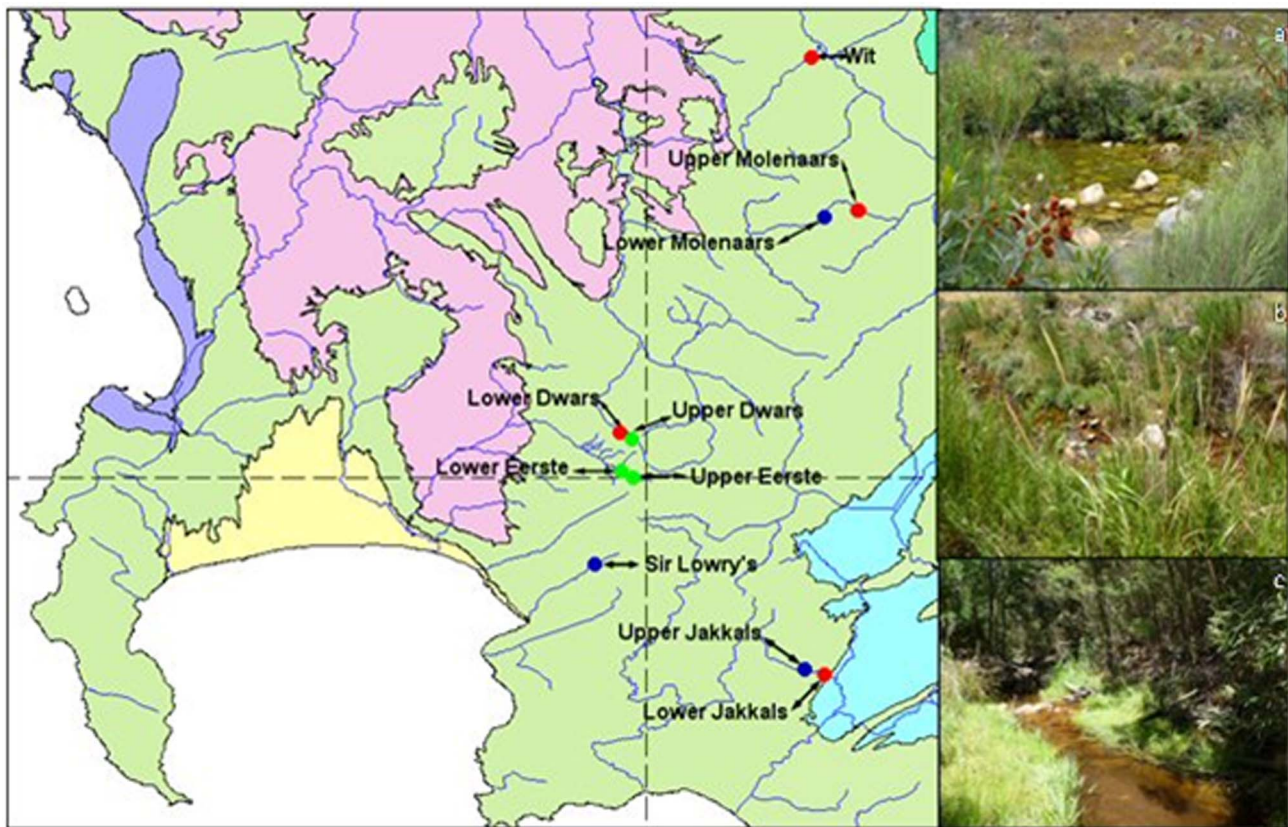 Wit
Upper Molenaars
Lower Molenaars
Lower Dwars
Upper Dwars
Lower Eerste
Upper Eerste
Sir Lowry's
Upper Jakkals
Lower Jakkals
a
b
c